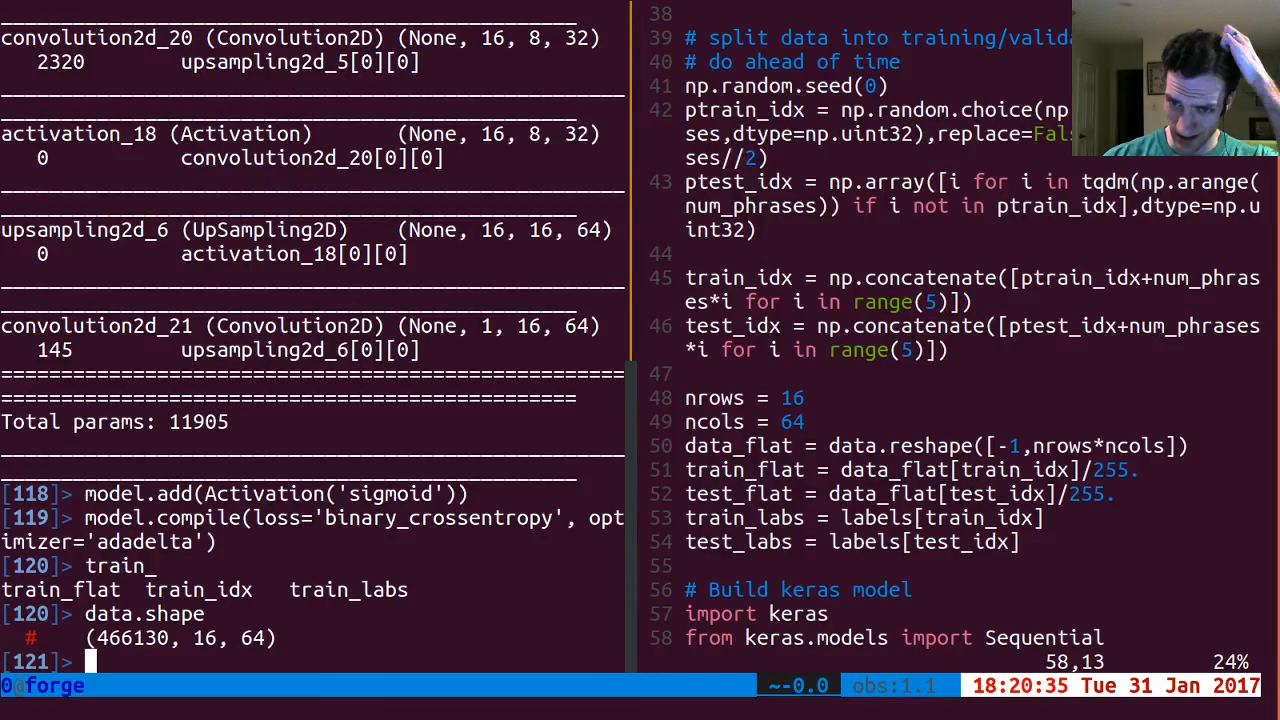 convolution2d_20 (Convolution2D) (None, 16, 8, 32)
2320 upsampling2d_5[0][0]
activation_18 (Activation) (None, 16, 8, 32)
0 convolution2d_20[0][0]
upsampling2d_6 (UpSampling2D) (None, 16, 16, 64)
0 activation_18[0][0]
convolution2d_21 (Convolution2D) (None, 1, 16, 64)
145 upsampling2d_6[0][0]
================================================================
================================================
Total params: 11905
[118]> model.add(Activation('sigmoid'))
[119]> model.compile(loss='binary_crossentropy', opt
imizer='adadelta')
[120]> train_
train_flat train_idx train_labs
[120]> data.shape
# (466130, 16, 64)
[121]>
38
39 # split data into training/valida
40 # do ahead of time
41 np.random.seed(0)
42 ptrain_idx = np.random.choice(np
ses,dtype=np.uint32),replace=Fal
ses//2)
43 ptest_idx = np.array([i for i in tqdm(np.arange(
num_phrases)) if i not in ptrain_idx],dtype=np.u
int32)
44
45 train_idx = np.concatenate([ptrain_idx+num_phras
es*i for i in range(5)])
46 test_idx = np.concatenate([ptest_idx+num_phrases
*i for i in range(5)])
47
48 nrows = 16
49 ncols = 64
50 data_flat = data.reshape([-1,nrows*ncols])
51 train_flat = data_flat[train_idx]/255.
52 test_flat = data_flat[test_idx]/255.
53 train_labs = labels[train_idx]
54 test_labs = labels[test_idx]
55
56 # Build keras model
57 import keras
58 from keras.models import Sequential
58,13 24%
0@forge ~-0.0 obs:1.1 18:20:35 Tue 31 Jan 2017